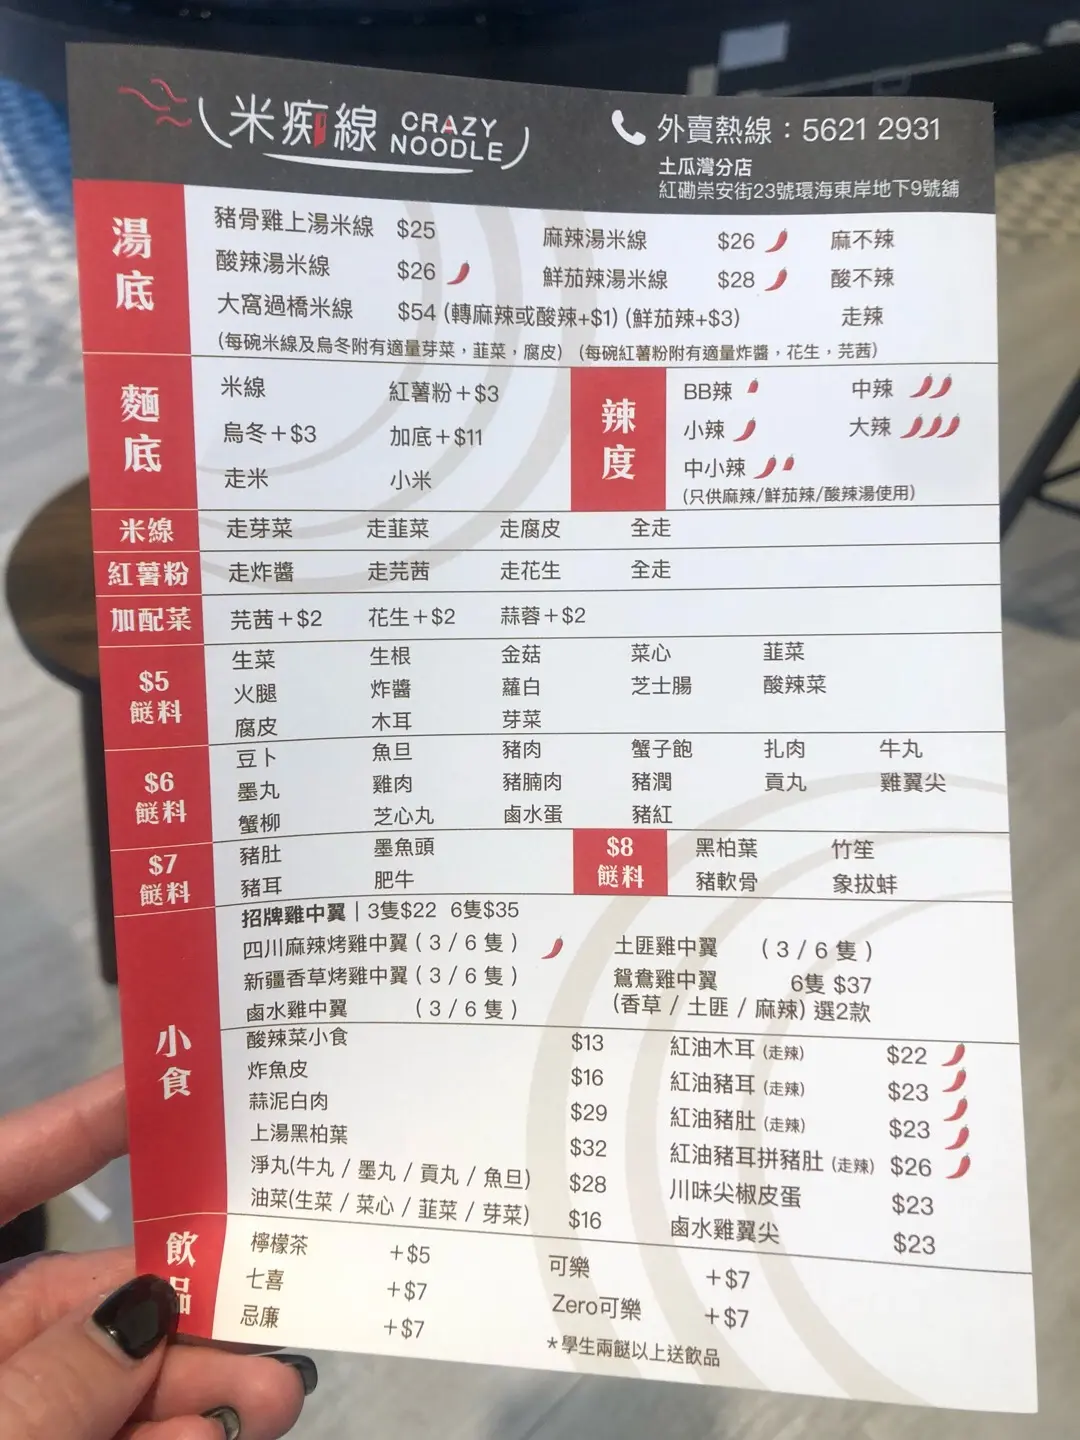 米痴線 CRAZY NOODLE
外賣熱線：5621 2931
土瓜灣分店
紅磡崇安街23號環海東岸地下9號舖
湯底
豬骨雞上湯米線 $25 麻辣湯米線 $26 麻不辣
酸辣湯米線 $26 鮮茄辣湯米線 $28 酸不辣
大窩過橋米線 $54 (轉麻辣或酸辣+$1) (鮮茄辣+$3) 走辣
(每碗米線及烏冬附有適量芽菜，韮菜，腐皮) (每碗紅薯粉附有適量炸醬，花生，芫茜)
麵底
米線 紅薯粉+$3
烏冬+$3 加底+$11
走米 小米
辣度
BB辣 中辣
小辣 大辣
中小辣
(只供麻辣/鮮茄辣/酸辣湯使用)
米線 走芽菜 走韮菜 走腐皮 全走
紅薯粉 走炸醬 走芫茜 走花生 全走
加配菜 芫茜+$2 花生+$2 蒜蓉+$2
$5 餸料
生菜 生根 金菇 菜心 韮菜
火腿 炸醬 蘿白 芝士腸 酸辣菜
腐皮 木耳 芽菜
$6 餸料
豆卜 魚旦 豬肉 蟹子飽 扎肉 牛丸
墨丸 雞肉 豬腩肉 豬潤 貢丸 雞翼尖
蟹柳 芝心丸 鹵水蛋 豬紅
$7 餸料
豬肚 墨魚頭
豬耳 肥牛
$8 餸料
黑柏葉 竹笙
豬軟骨 象拔蚌
小食
招牌雞中翼 | 3隻$22 6隻$35
四川麻辣烤雞中翼 ( 3 / 6 隻 ) 土匪雞中翼 ( 3 / 6 隻 )
新疆香草烤雞中翼 ( 3 / 6 隻 ) 鴛鴦雞中翼 6隻 $37
鹵水雞中翼 ( 3 / 6 隻 ) (香草 / 土匪 / 麻辣) 選2款
酸辣菜小食 $13 紅油木耳 (走辣) $22
炸魚皮 $16 紅油豬耳 (走辣) $23
蒜泥白肉 $29 紅油豬肚 (走辣) $23
上湯黑柏葉 $32 紅油豬耳拼豬肚 (走辣) $26
淨丸(牛丸 / 墨丸 / 貢丸 / 魚旦) $28 川味尖椒皮蛋 $23
油菜(生菜 / 菜心 / 韮菜 / 芽菜) $16 鹵水雞翼尖 $23
飲品
檸檬茶 +$5 可樂 +$7
七喜 +$7 Zero可樂 +$7
忌廉 +$7
*學生兩餸以上送飲品